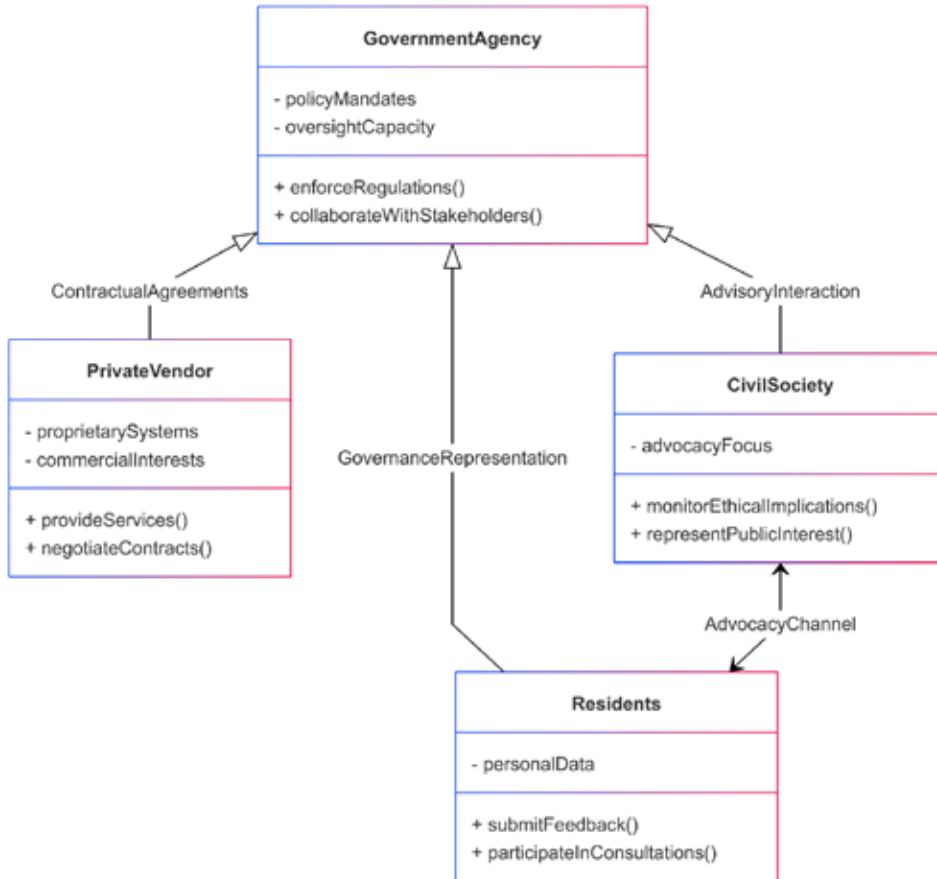 GovernmentAgency
- policyMandates
- oversightCapacity
+ enforceRegulations()
+ collaborateWithStakeholders()
ContractualAgreements
AdvisoryInteraction
PrivateVendor
- proprietarySystems
- commercialInterests
+ provideServices()
+ negotiateContracts()
GovernanceRepresentation
CivilSociety
- advocacyFocus
+ monitorEthicalImplications()
+ representPublicInterest()
AdvocacyChannel
Residents
- personalData
+ submitFeedback()
+ participateInConsultations()